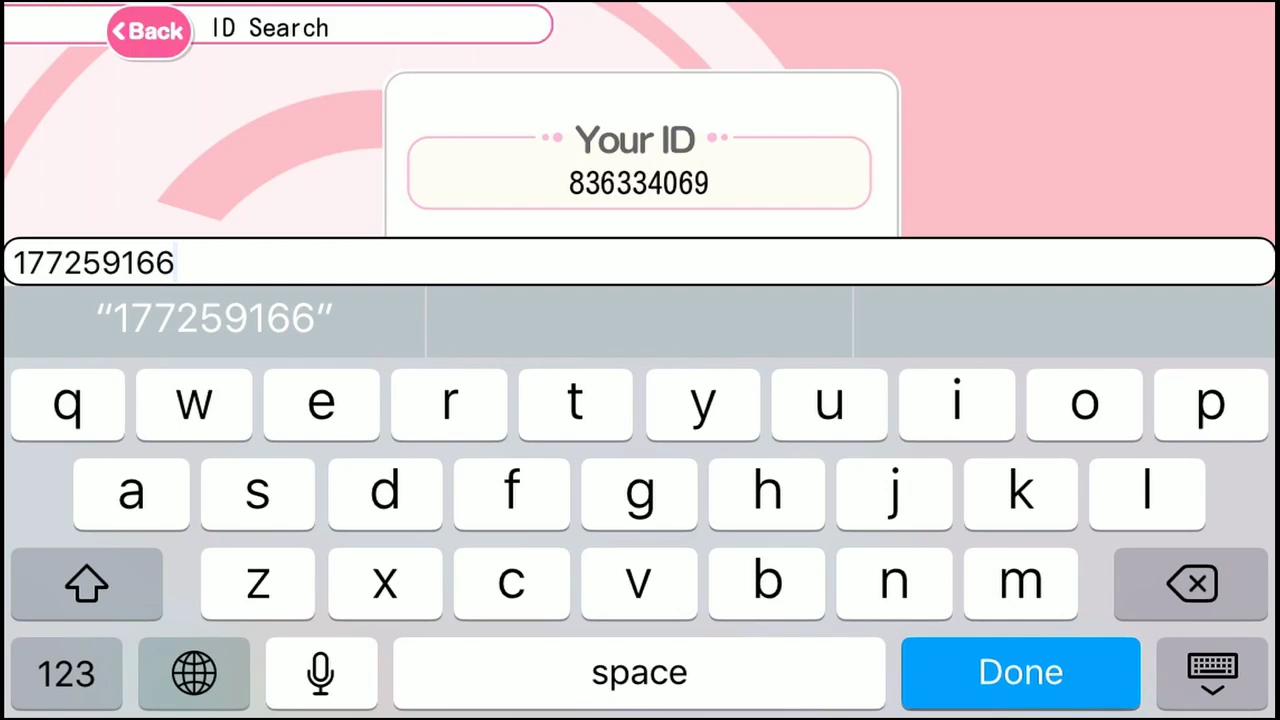 Back
ID Search
Your ID
836334069
177259166
“177259166”
q w e r t y u i o p
a s d f g h j k l
z x c v b n m
123 space Done